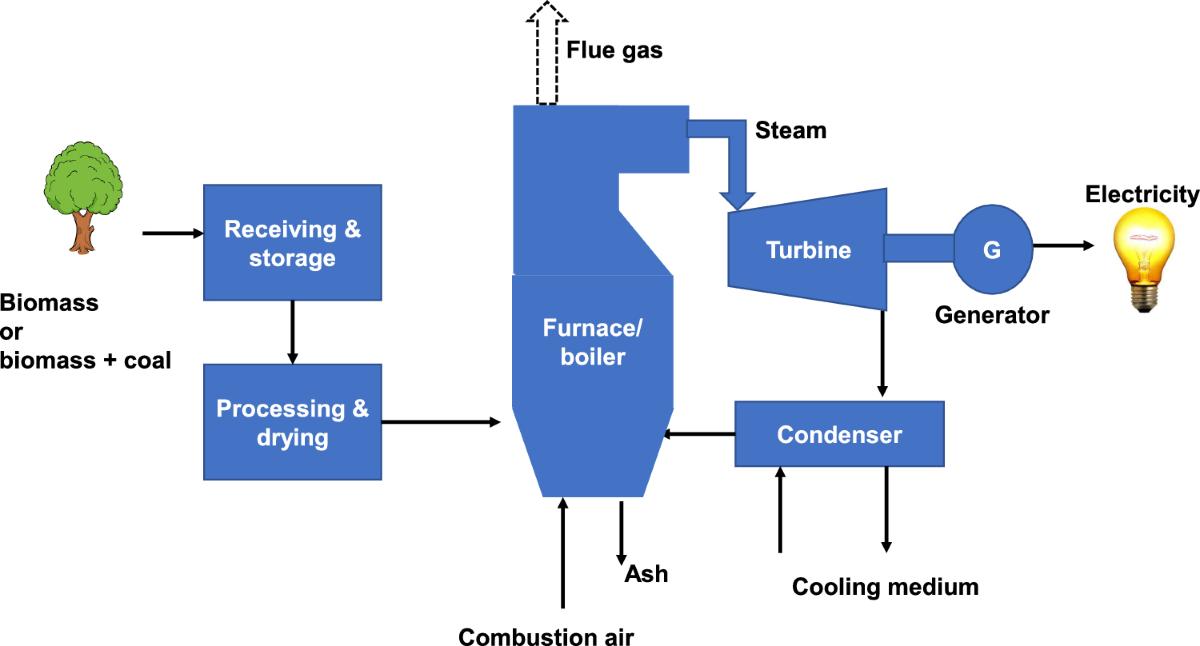 Flue gas
Steam
Electricity
Receiving &
storage
Turbine
G
Generator
Biomass
or
biomass + coal
Furnace/
boiler
Processing &
drying
Condenser
Ash
Cooling medium
Combustion air